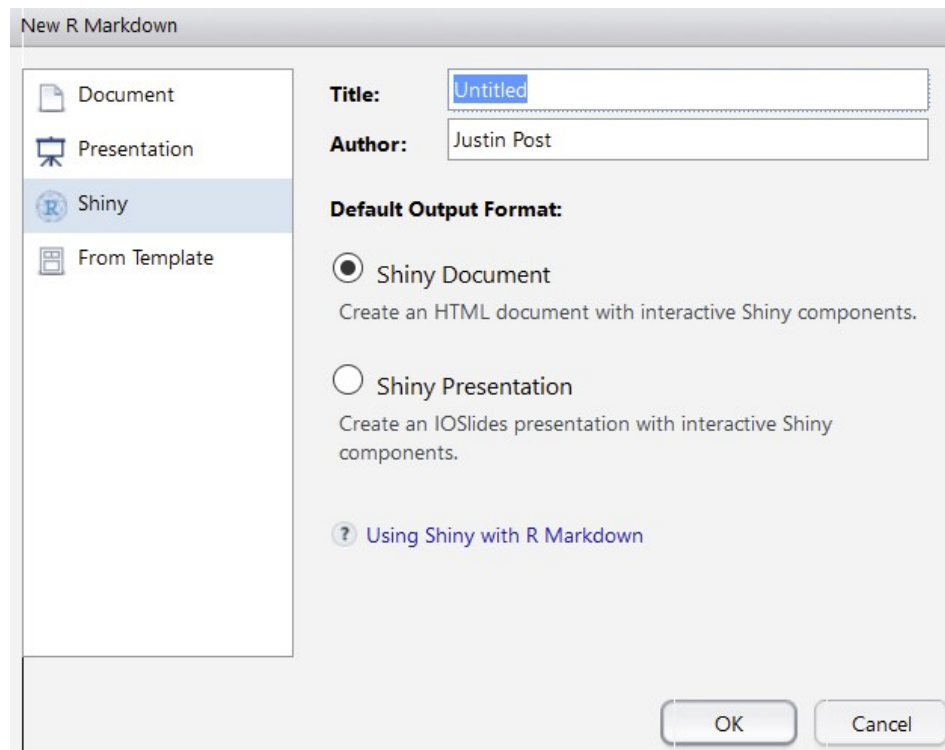 New R Markdown
Document
Presentation
R
Shiny
From Template
Title:
Untitled
Author:
Justin Post
Default Output Format:
Shiny Document
Create an HTML document with interactive Shiny components.
Shiny Presentation
Create an IOSlides presentation with interactive Shiny
components.
? Using Shiny with R Markdown
OK
Cancel